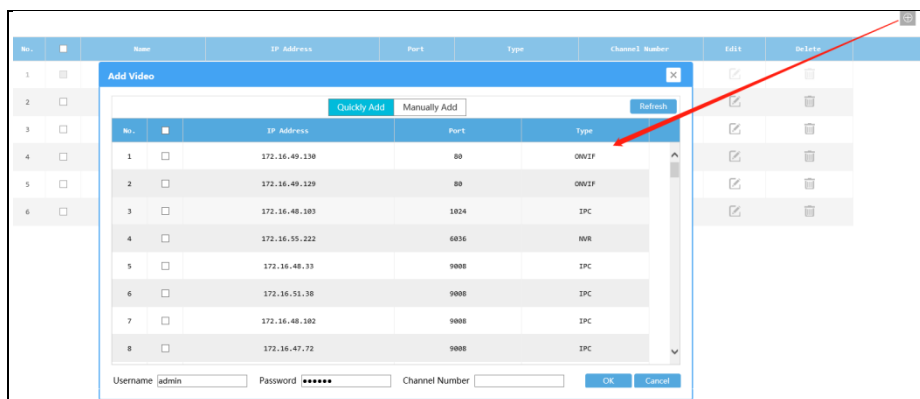 No. Name IP Address Port Type Channel Number Edit Delete
1
2
3
4
5
6
Add Video
Quickly Add Manually Add Refresh
No. IP Address Port Type
1 172.16.49.130 80 ONVIF
2 172.16.49.129 80 ONVIF
3 172.16.48.103 1024 IPC
4 172.16.55.222 6036 NVR
5 172.16.48.33 9008 IPC
6 172.16.51.38 9008 IPC
7 172.16.48.102 9008 IPC
8 172.16.47.72 9008 IPC
Username admin Password •••••• Channel Number OK Cancel